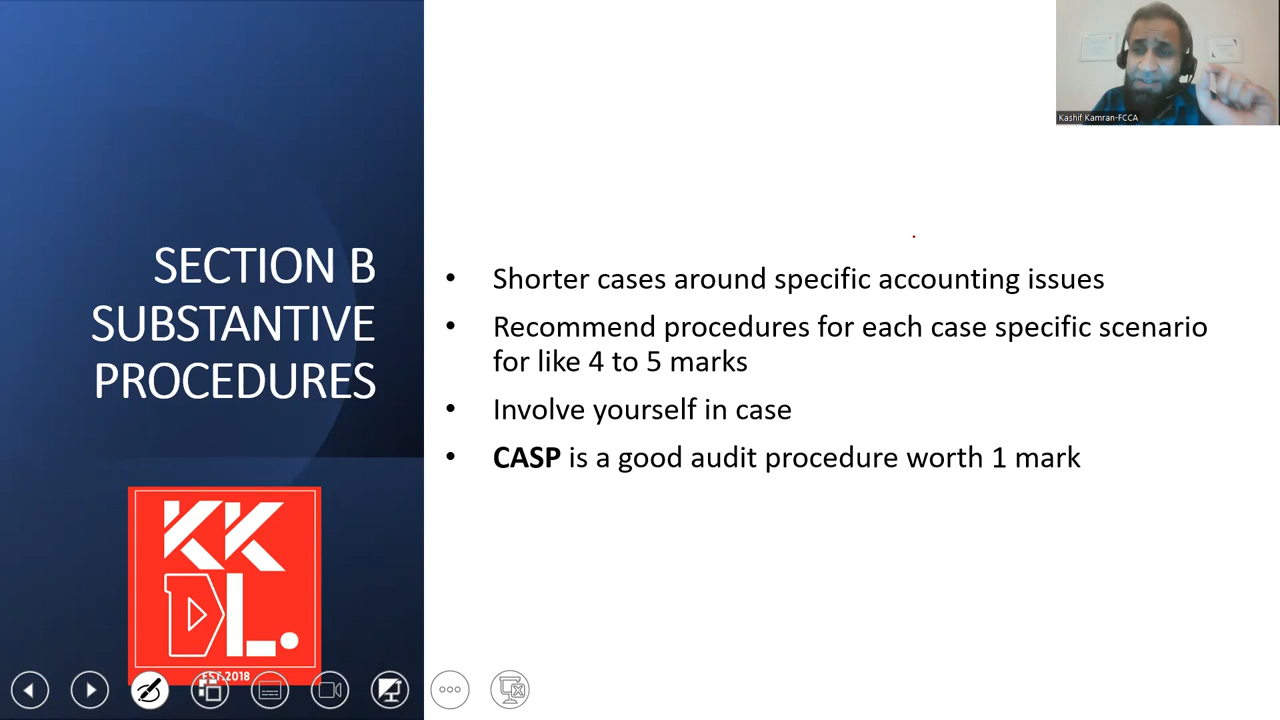 Kashif Kamran-FCCA
SECTION B
SUBSTANTIVE
PROCEDURES
• Shorter cases around specific accounting issues
• Recommend procedures for each case specific scenario
for like 4 to 5 marks
• Involve yourself in case
• CASP is a good audit procedure worth 1 mark
KK
DL.
EST.2018